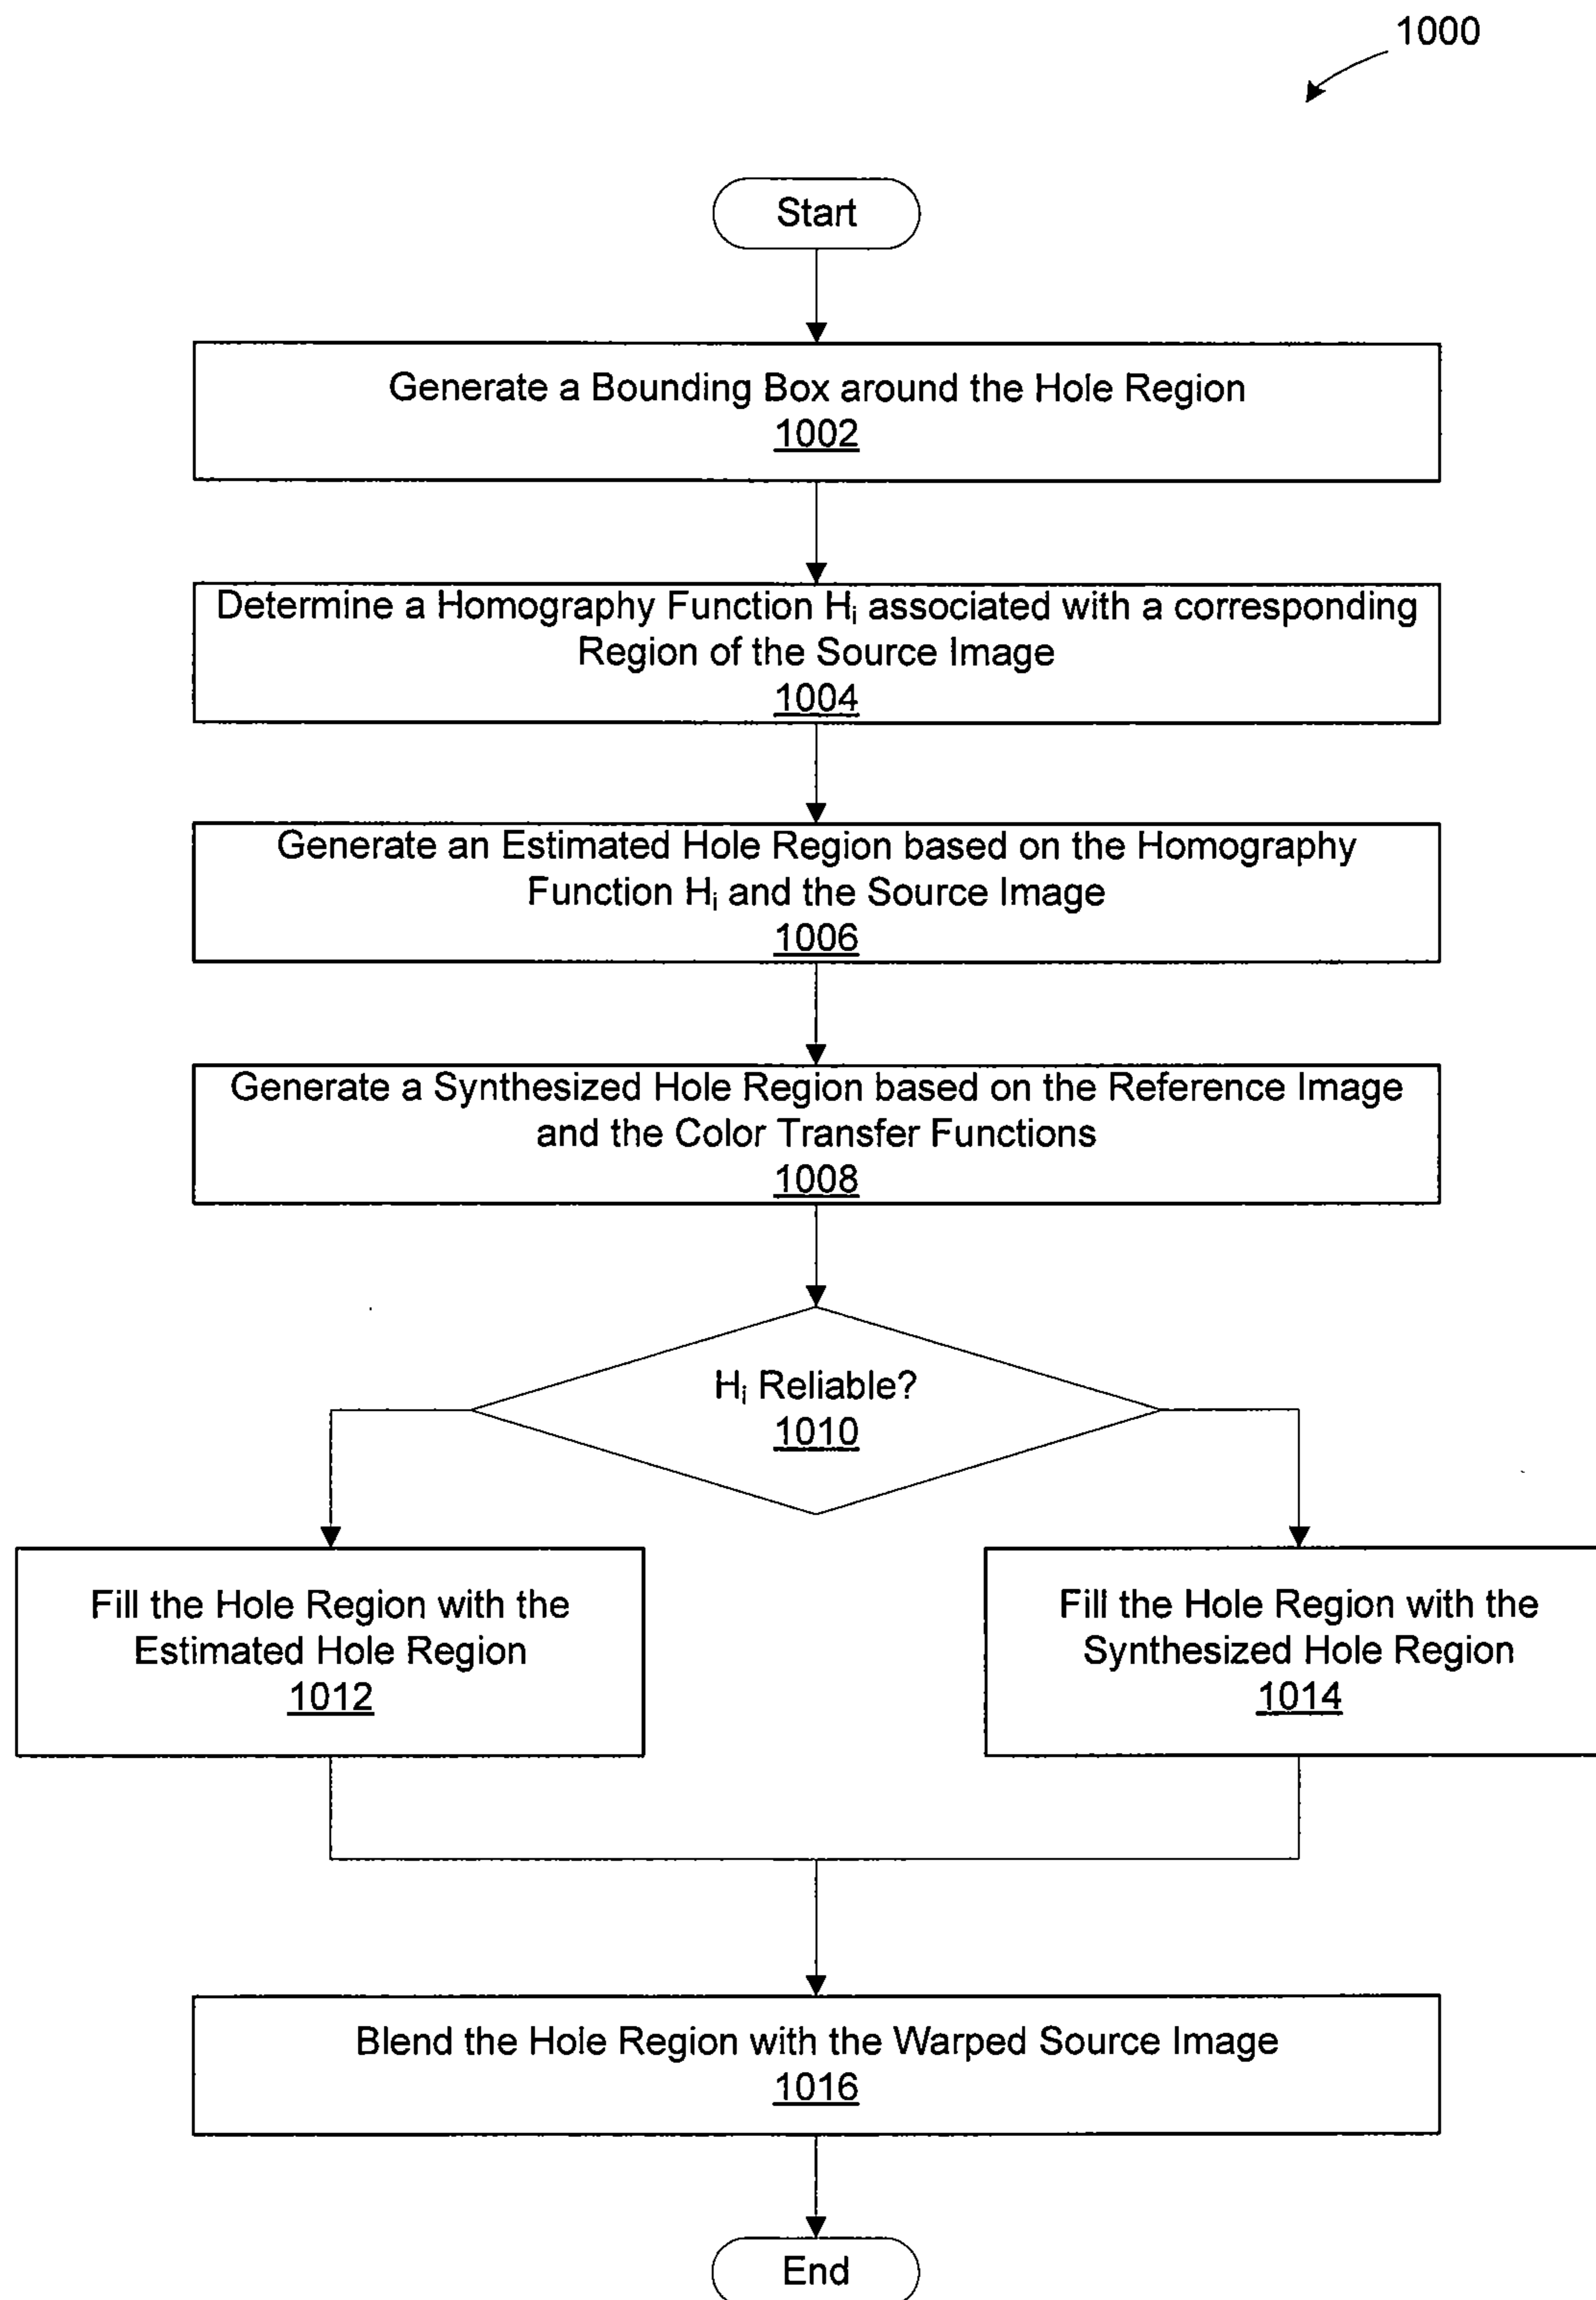 1000
Start
Generate a Bounding Box around the Hole Region
1002
Determine a Homography Function Hi associated with a corresponding
Region of the Source Image
1004
Generate an Estimated Hole Region based on the Homography
Function Hi and the Source Image
1006
Generate a Synthesized Hole Region based on the Reference Image
and the Color Transfer Functions
1008
Hi Reliable?
1010
Fill the Hole Region with the
Estimated Hole Region
1012
Fill the Hole Region with the
Synthesized Hole Region
1014
Blend the Hole Region with the Warped Source Image
1016
End